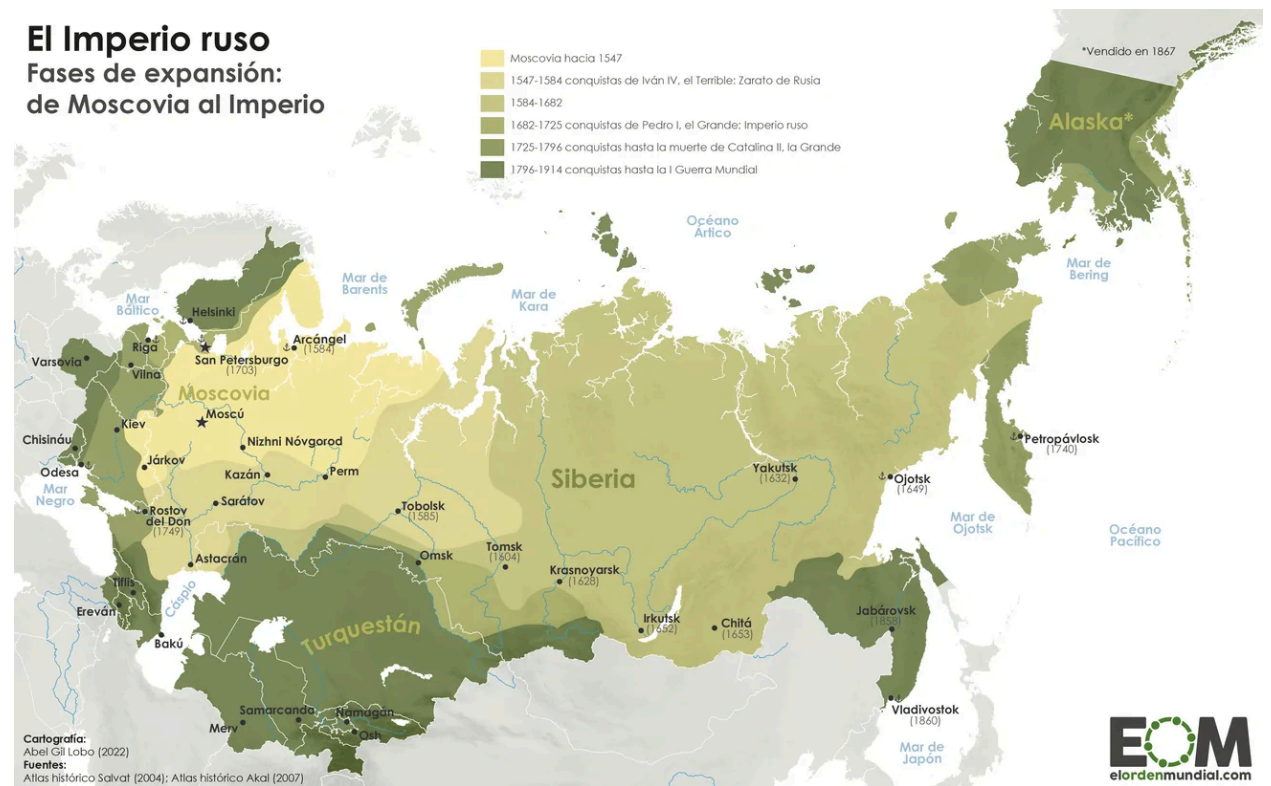 El Imperio ruso
Fases de expansión:
de Moscovia al Imperio
Moscovia hacia 1547
1547-1584 conquistas de Iván IV, el Terrible: Zarato de Rusia
1584-1682
1682-1725 conquistas de Pedro I, el Grande: Imperio ruso
1725-1796 conquistas hasta la muerte de Catalina II, la Grande
1796-1914 conquistas hasta la I Guerra Mundial
*Vendido en 1867
Alaska*
Océano
Ártico
Mar de
Bering
Mar de
Barents
Mar de
Kara
Mar
Báltico
Helsinki
Riga
Arcángel
(1584)
San Petersburgo
(1703)
Varsovia
Vilna
Moscovia
Moscú
Kiev
Nizhni Nóvgorod
Chisináu
Járkov
Odesa
Kazán
Perm
Mar
Negro
Sarátov
Rostov
del Don
(1749)
Tobolsk
(1585)
Siberia
Yakutsk
(1632)
Ojotsk
(1649)
Petropávlosk
(1740)
Mar de
Ojotsk
Océano
Pacífico
Astacrán
Omsk
Tomsk
(1604)
Krasnoyarsk
(1628)
Tiflis
Ereván
Cáspio
Bakú
Turquestán
Irkutsk
(1652)
Chitá
(1653)
Jabárovsk
(1858)
Samarcanda
Namagán
Merv
Osh
Vladivostok
(1860)
Mar de
Japón
Cartografía:
Abel Gil Lobo (2022)
Fuentes:
Atlas histórico Salvat (2004); Atlas histórico Akal (2007)
EOM
elordenmundial.com